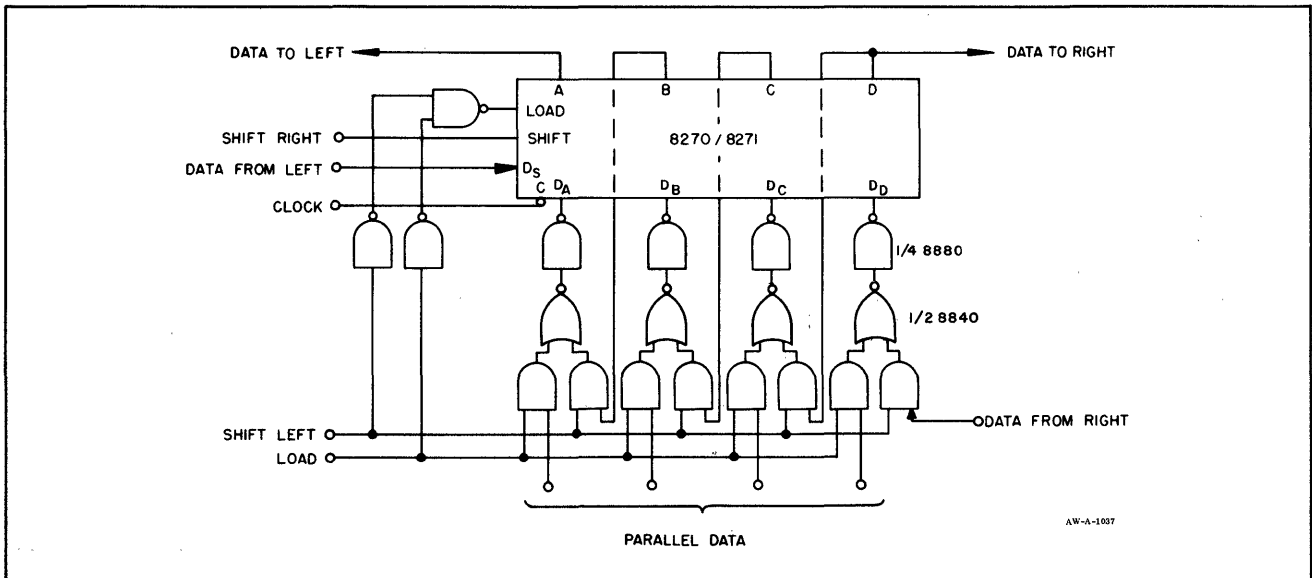 DATA TO LEFT
DATA TO RIGHT
A B C D
LOAD
SHIFT RIGHT
SHIFT
8270 / 8271
DATA FROM LEFT
DS
C DA DB DC DD
CLOCK
1/4 8880
1/2 8840
SHIFT LEFT
DATA FROM RIGHT
LOAD
AW-A-1037
PARALLEL DATA